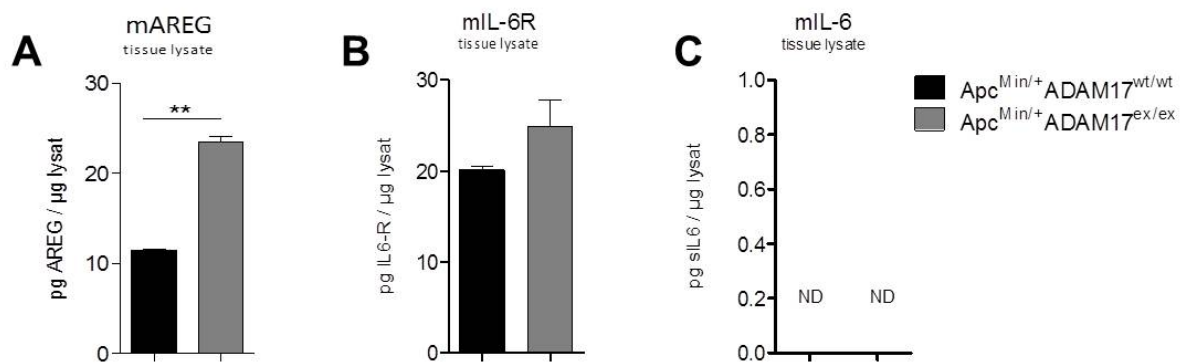 A
mAREG
tissue lysate
pg AREG / µg lysat
30
20
10
0
**
B
mIL-6R
tissue lysate
pg IL6-R / µg lysat
30
20
10
0
C
mIL-6
tissue lysate
pg sIL6 / µg lysat
1.0
0.8
0.6
0.4
0.2
0.0
ND ND
Apc^Min/+ADAM17^wt/wt
Apc^Min/+ADAM17^ex/ex